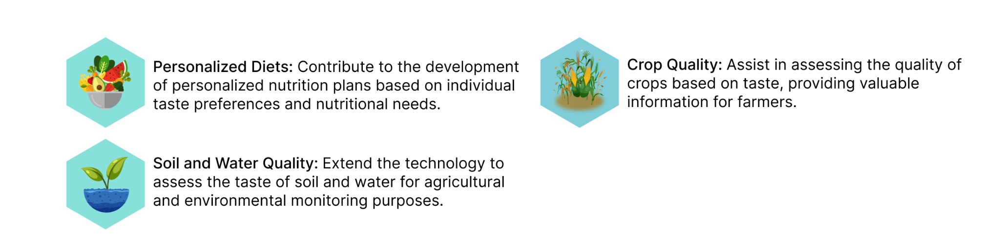 Personalized Diets: Contribute to the development
of personalized nutrition plans based on individual
taste preferences and nutritional needs.
Crop Quality: Assist in assessing the quality of
crops based on taste, providing valuable
information for farmers.
Soil and Water Quality: Extend the technology to
assess the taste of soil and water for agricultural
and environmental monitoring purposes.